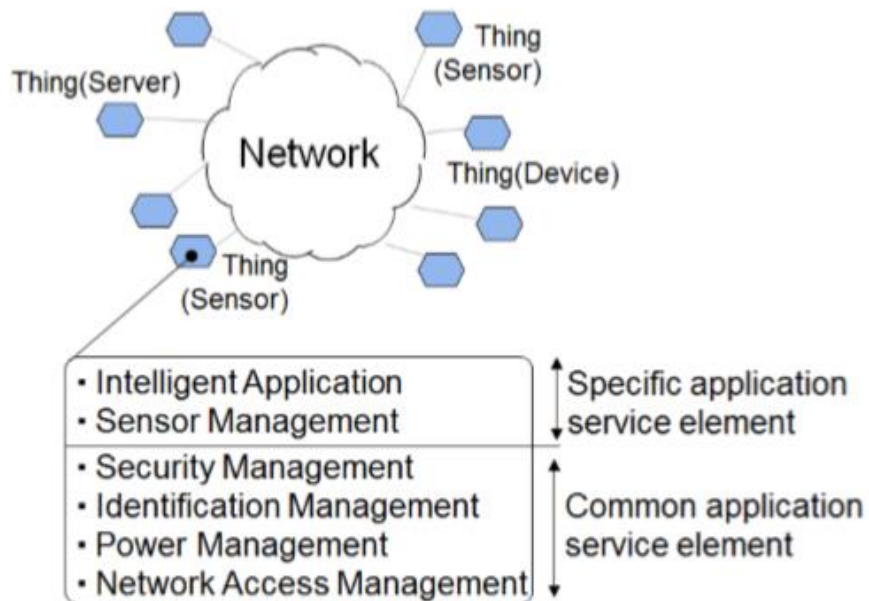 Thing
(Sensor)
Thing(Server)
Network
Thing(Device)
Thing
(Sensor)
· Intelligent Application
· Sensor Management
Specific application
service element
· Security Management
· Identification Management
· Power Management
· Network Access Management
Common application
service element